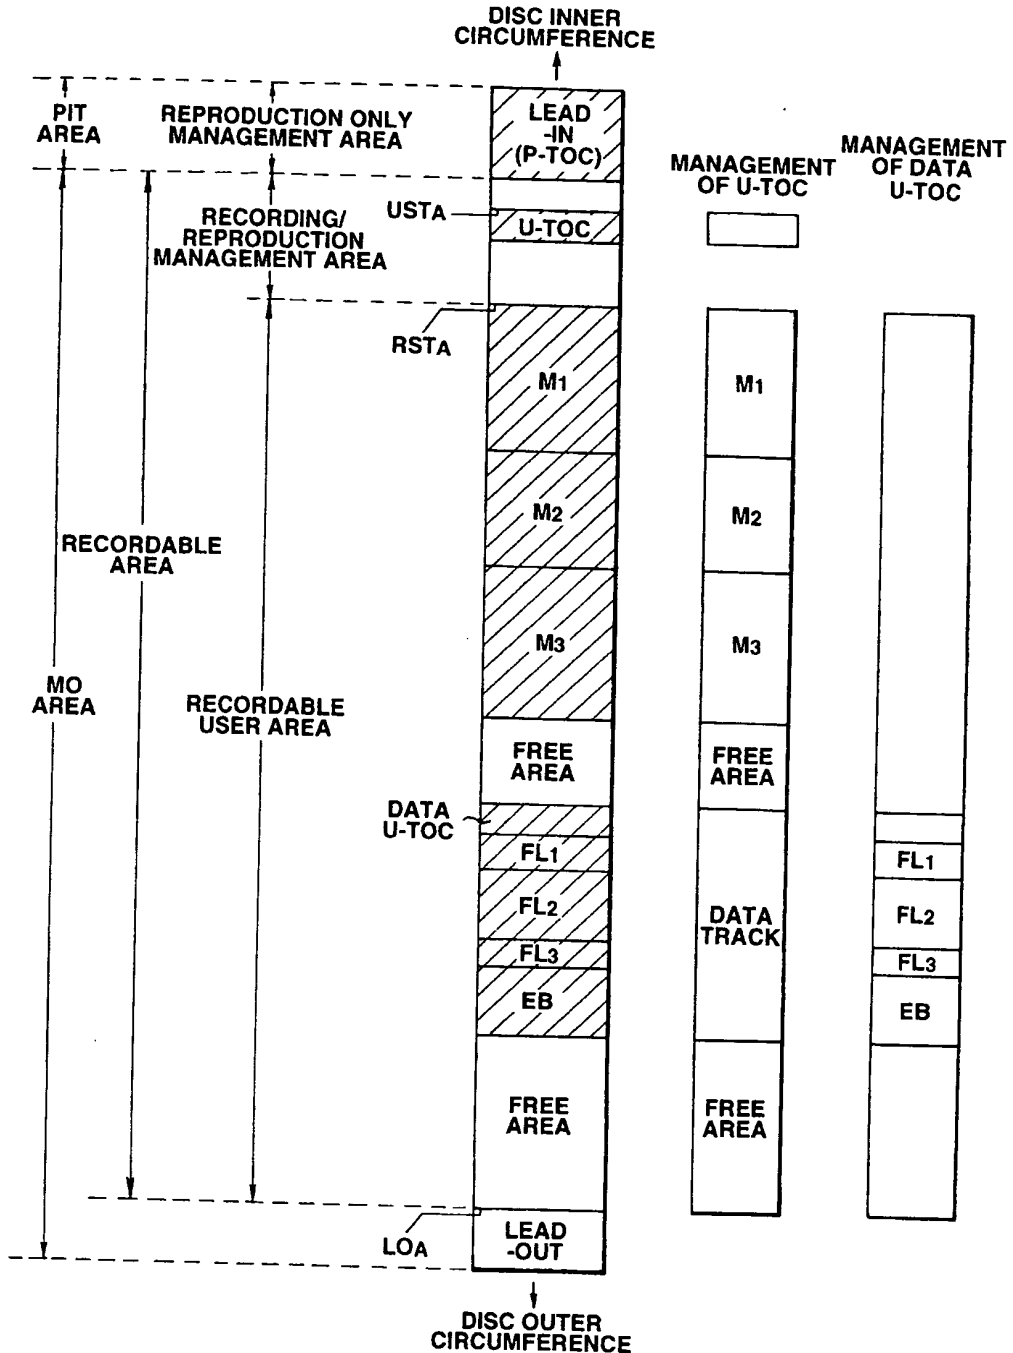 DISC INNER
CIRCUMFERENCE
PIT
AREA
REPRODUCTION ONLY
MANAGEMENT AREA
LEAD
-IN
(P-TOC)
MANAGEMENT
OF U-TOC
MANAGEMENT
OF DATA
U-TOC
RECORDING/
REPRODUCTION
MANAGEMENT AREA
USTA
U-TOC
RSTA
M1
M1
M2
M2
RECORDABLE
AREA
M3
M3
MO
AREA
RECORDABLE
USER AREA
FREE
AREA
FREE
AREA
DATA
U-TOC
FL1
FL1
FL2
DATA
TRACK
FL2
FL3
FL3
EB
EB
FREE
AREA
FREE
AREA
LOA
LEAD
-OUT
DISC OUTER
CIRCUMFERENCE